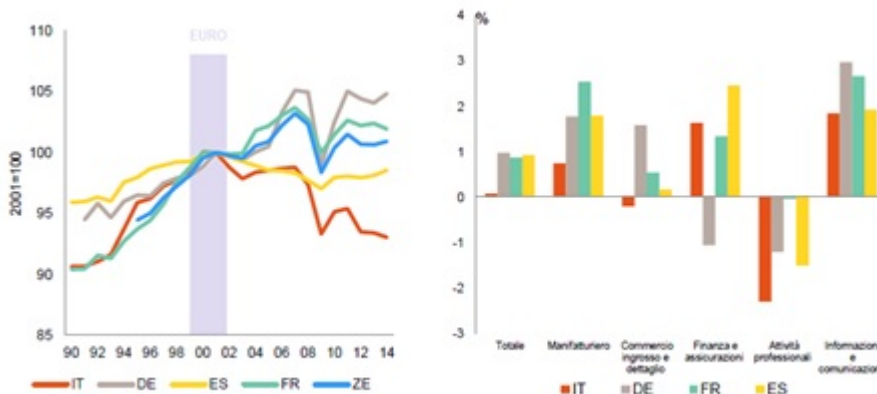 EURO
110
105
100
95
90
85
2001=100
90 92 94 96 98 00 02 04 06 08 10 12 14
IT DE ES FR ZE
%
4
3
2
1
0
-1
-2
-3
Totale
Manifatturiero
Commercio
ingrosso e
dettaglio
Finanza e
assicurazioni
Attività
professionali
Informazion
e
comunicazion
IT DE FR ES